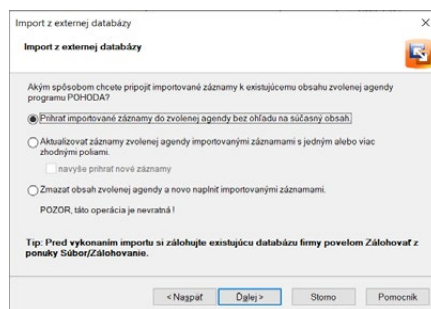 Import z externej databázy
Import z externej databázy
Akým spôsobom chcete pripojiť importované záznamy k existujúcemu obsahu zvolenej agendy
programu POHODA?
Prihrať importované záznamy do zvolenej agendy bez ohľadu na súčasný obsah.
Aktualizovať záznamy zvolenej agendy importovanými záznamami s jedným alebo viac
zhodnými poliami.
navyše prihrať nové záznamy
Zmazať obsah zvolenej agendy a novo naplniť importovanými záznamami.
POZOR, táto operácia je nevratná !
Tip: Pred vykonaním importu si zálohujte existujúcu databázu firmy povelom Zálohovať z
ponuky Súbor/Zálohovanie.
< Naspäť Ďalej > Storno Pomocník